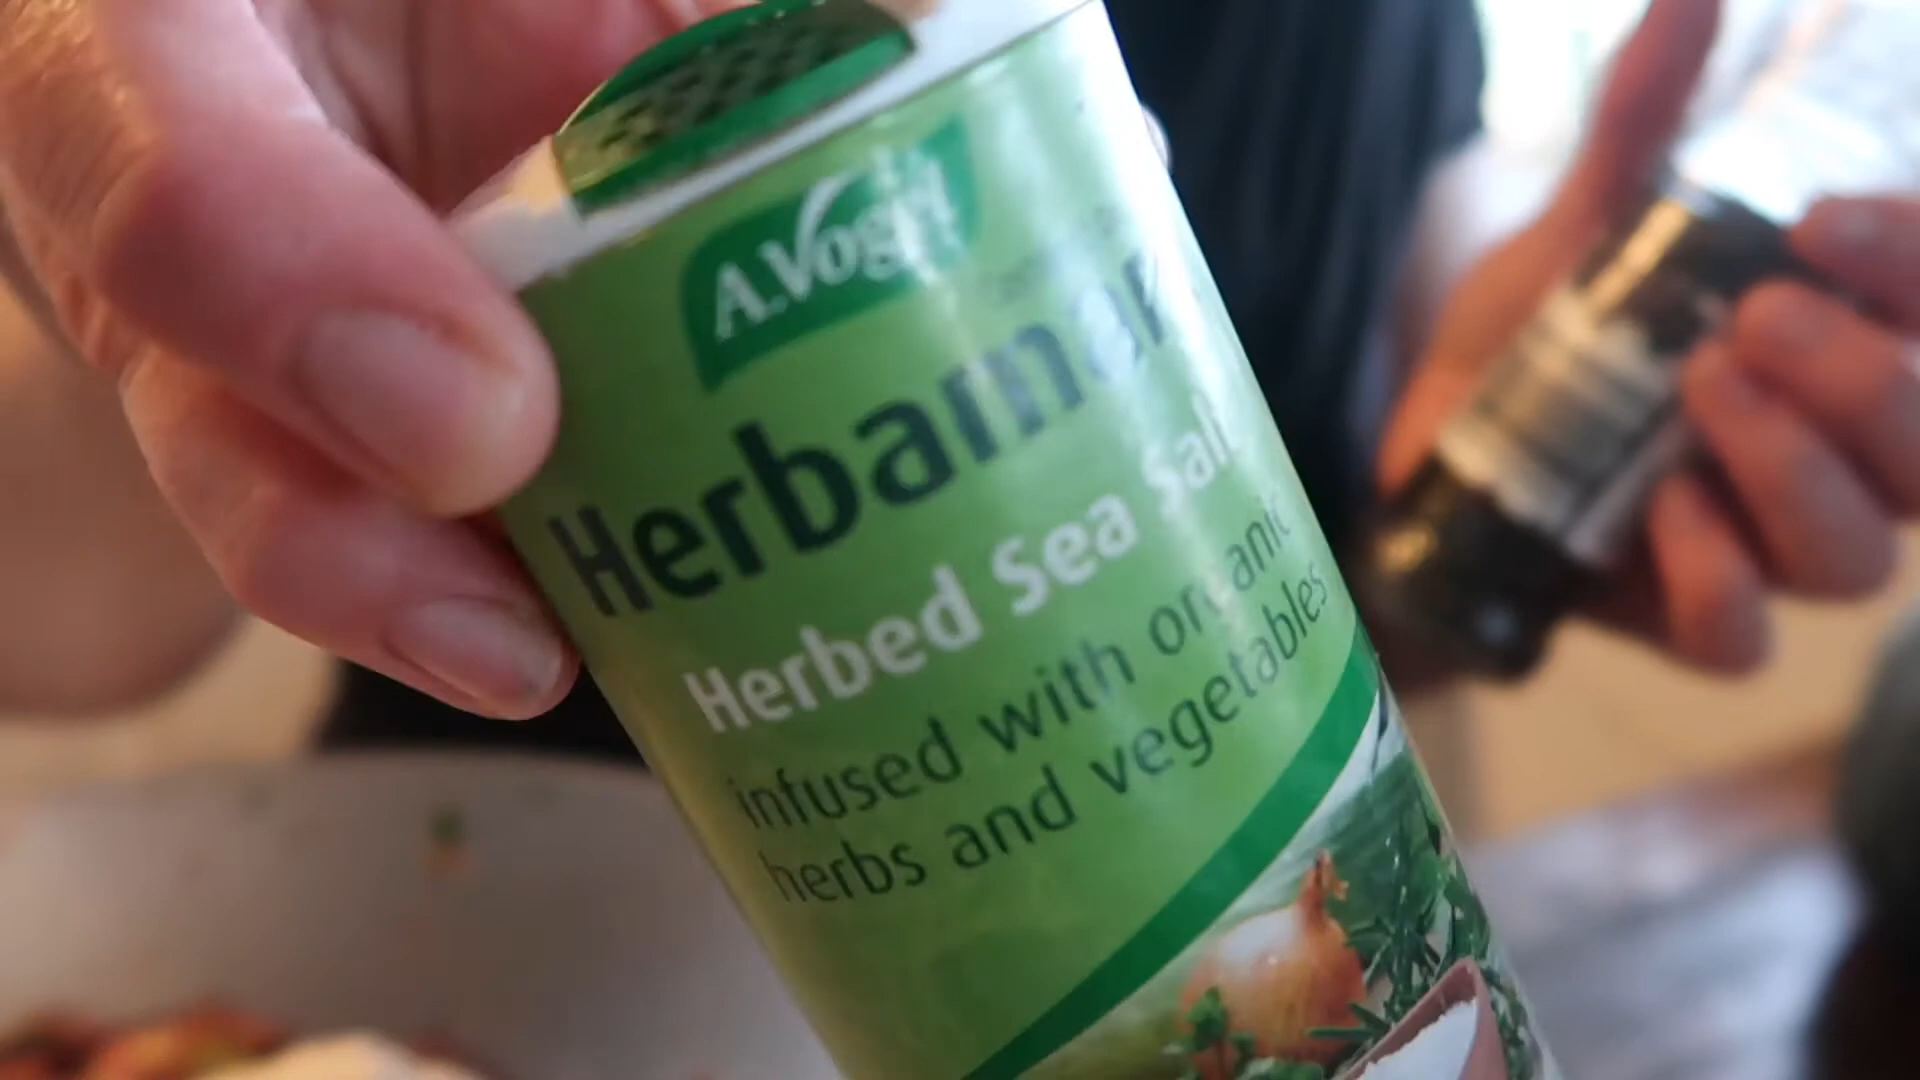 A.Vogel
Herbamare
Herbed Sea Salt
infused with organic
herbs and vegetables